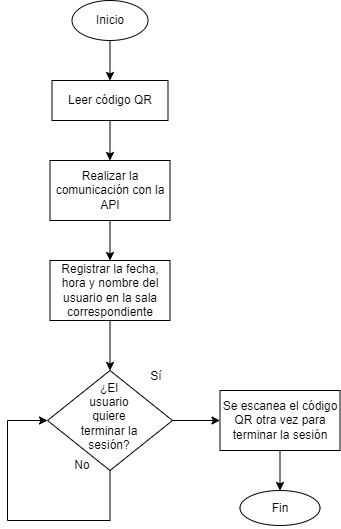 Inicio
Leer código QR
Realizar la
comunicación con la
API
Registrar la fecha,
hora y nombre del
usuario en la sala
correspondiente
¿El
usuario
quiere
terminar la
sesión?
Sí
No
Se escanea el código
QR otra vez para
terminar la sesión
Fin